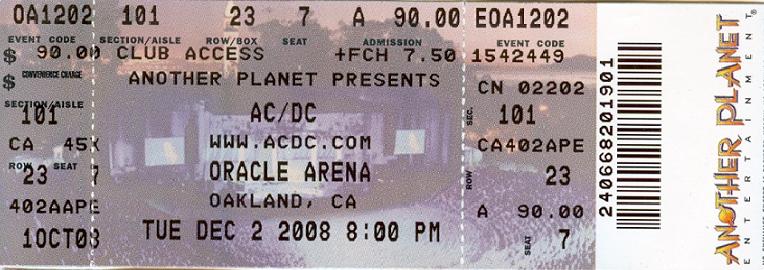 OA1202 101 23 7 A 90.00 EOA1202
EVENT CODE SECTION/AISLE ROW/BOX SEAT ADMISSION EVENT CODE
$ 90.00 CLUB ACCESS +FCH 7.50 1542449
$ CONVENIENCE CHARGE ANOTHER PLANET PRESENTS CN 02202
SECTION/AISLE
101 AC/DC SEC. 101
CA 45X WWW.ACDC.COM CA402APE
ROW SEAT
23 7 ORACLE ARENA ROW 23
402AAPE OAKLAND, CA A 90.00
1OCT08 TUE DEC 2 2008 8:00 PM SEAT 7
240668201901
ANOTHER PLANET
ENTERTAINMENT